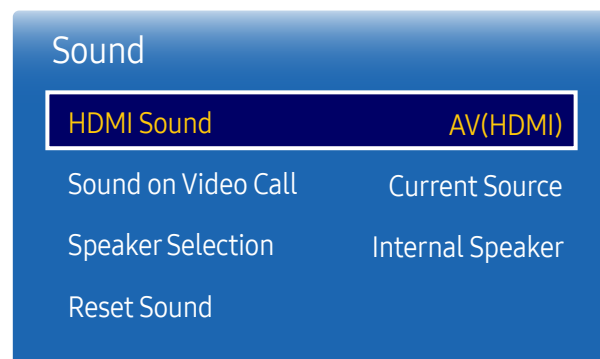 Sound
HDMI Sound AV(HDMI)
Sound on Video Call Current Source
Speaker Selection Internal Speaker
Reset Sound